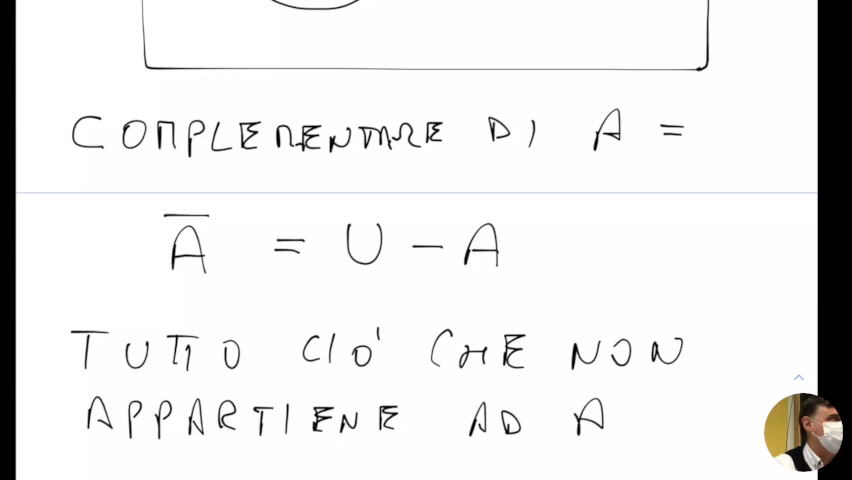 COMPLEMENTARE DI A =
Ā = U - A
TUTTO CIO' CHE NON
APPARTIENE AD A